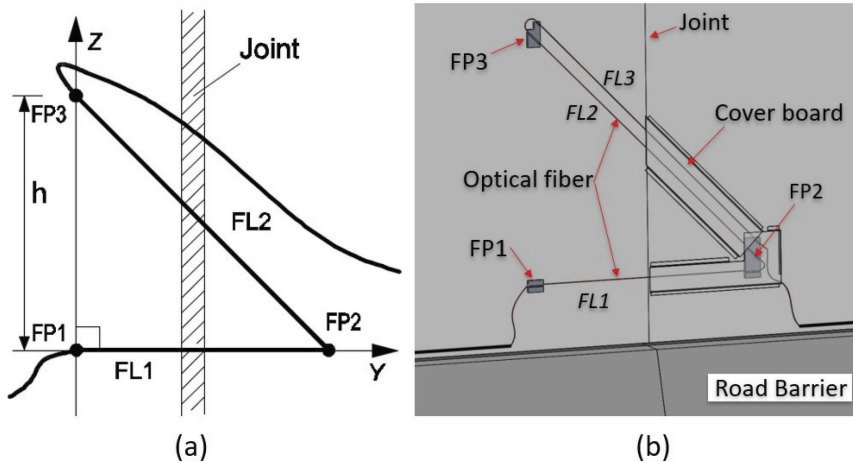 Z
Joint
FP3
h
FL2
FP1
FP2
FL1
Y
(a)
Joint
FP3
FL3
FL2
Cover board
Optical fiber
FP2
FP1
FL1
Road Barrier
(b)